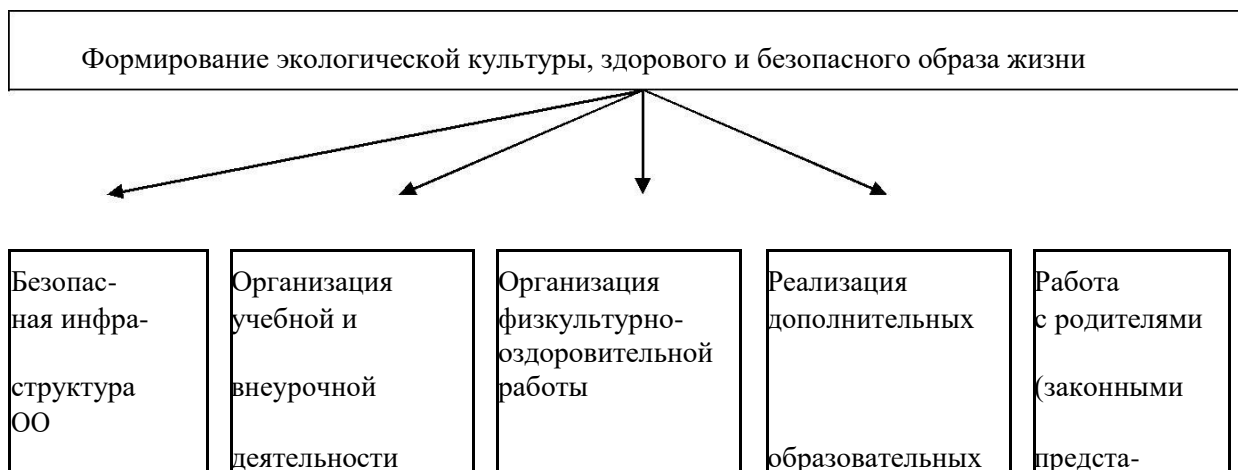 Формирование экологической культуры, здорового и безопасного образа жизни
Безопас-
ная инфра-
структура
ОО
Организация
учебной и
внеурочной
деятельности
Организация
физкультурно-
оздоровительной
работы
Реализация
дополнительных
образовательных
Работа
с родителями
(законными
предста-